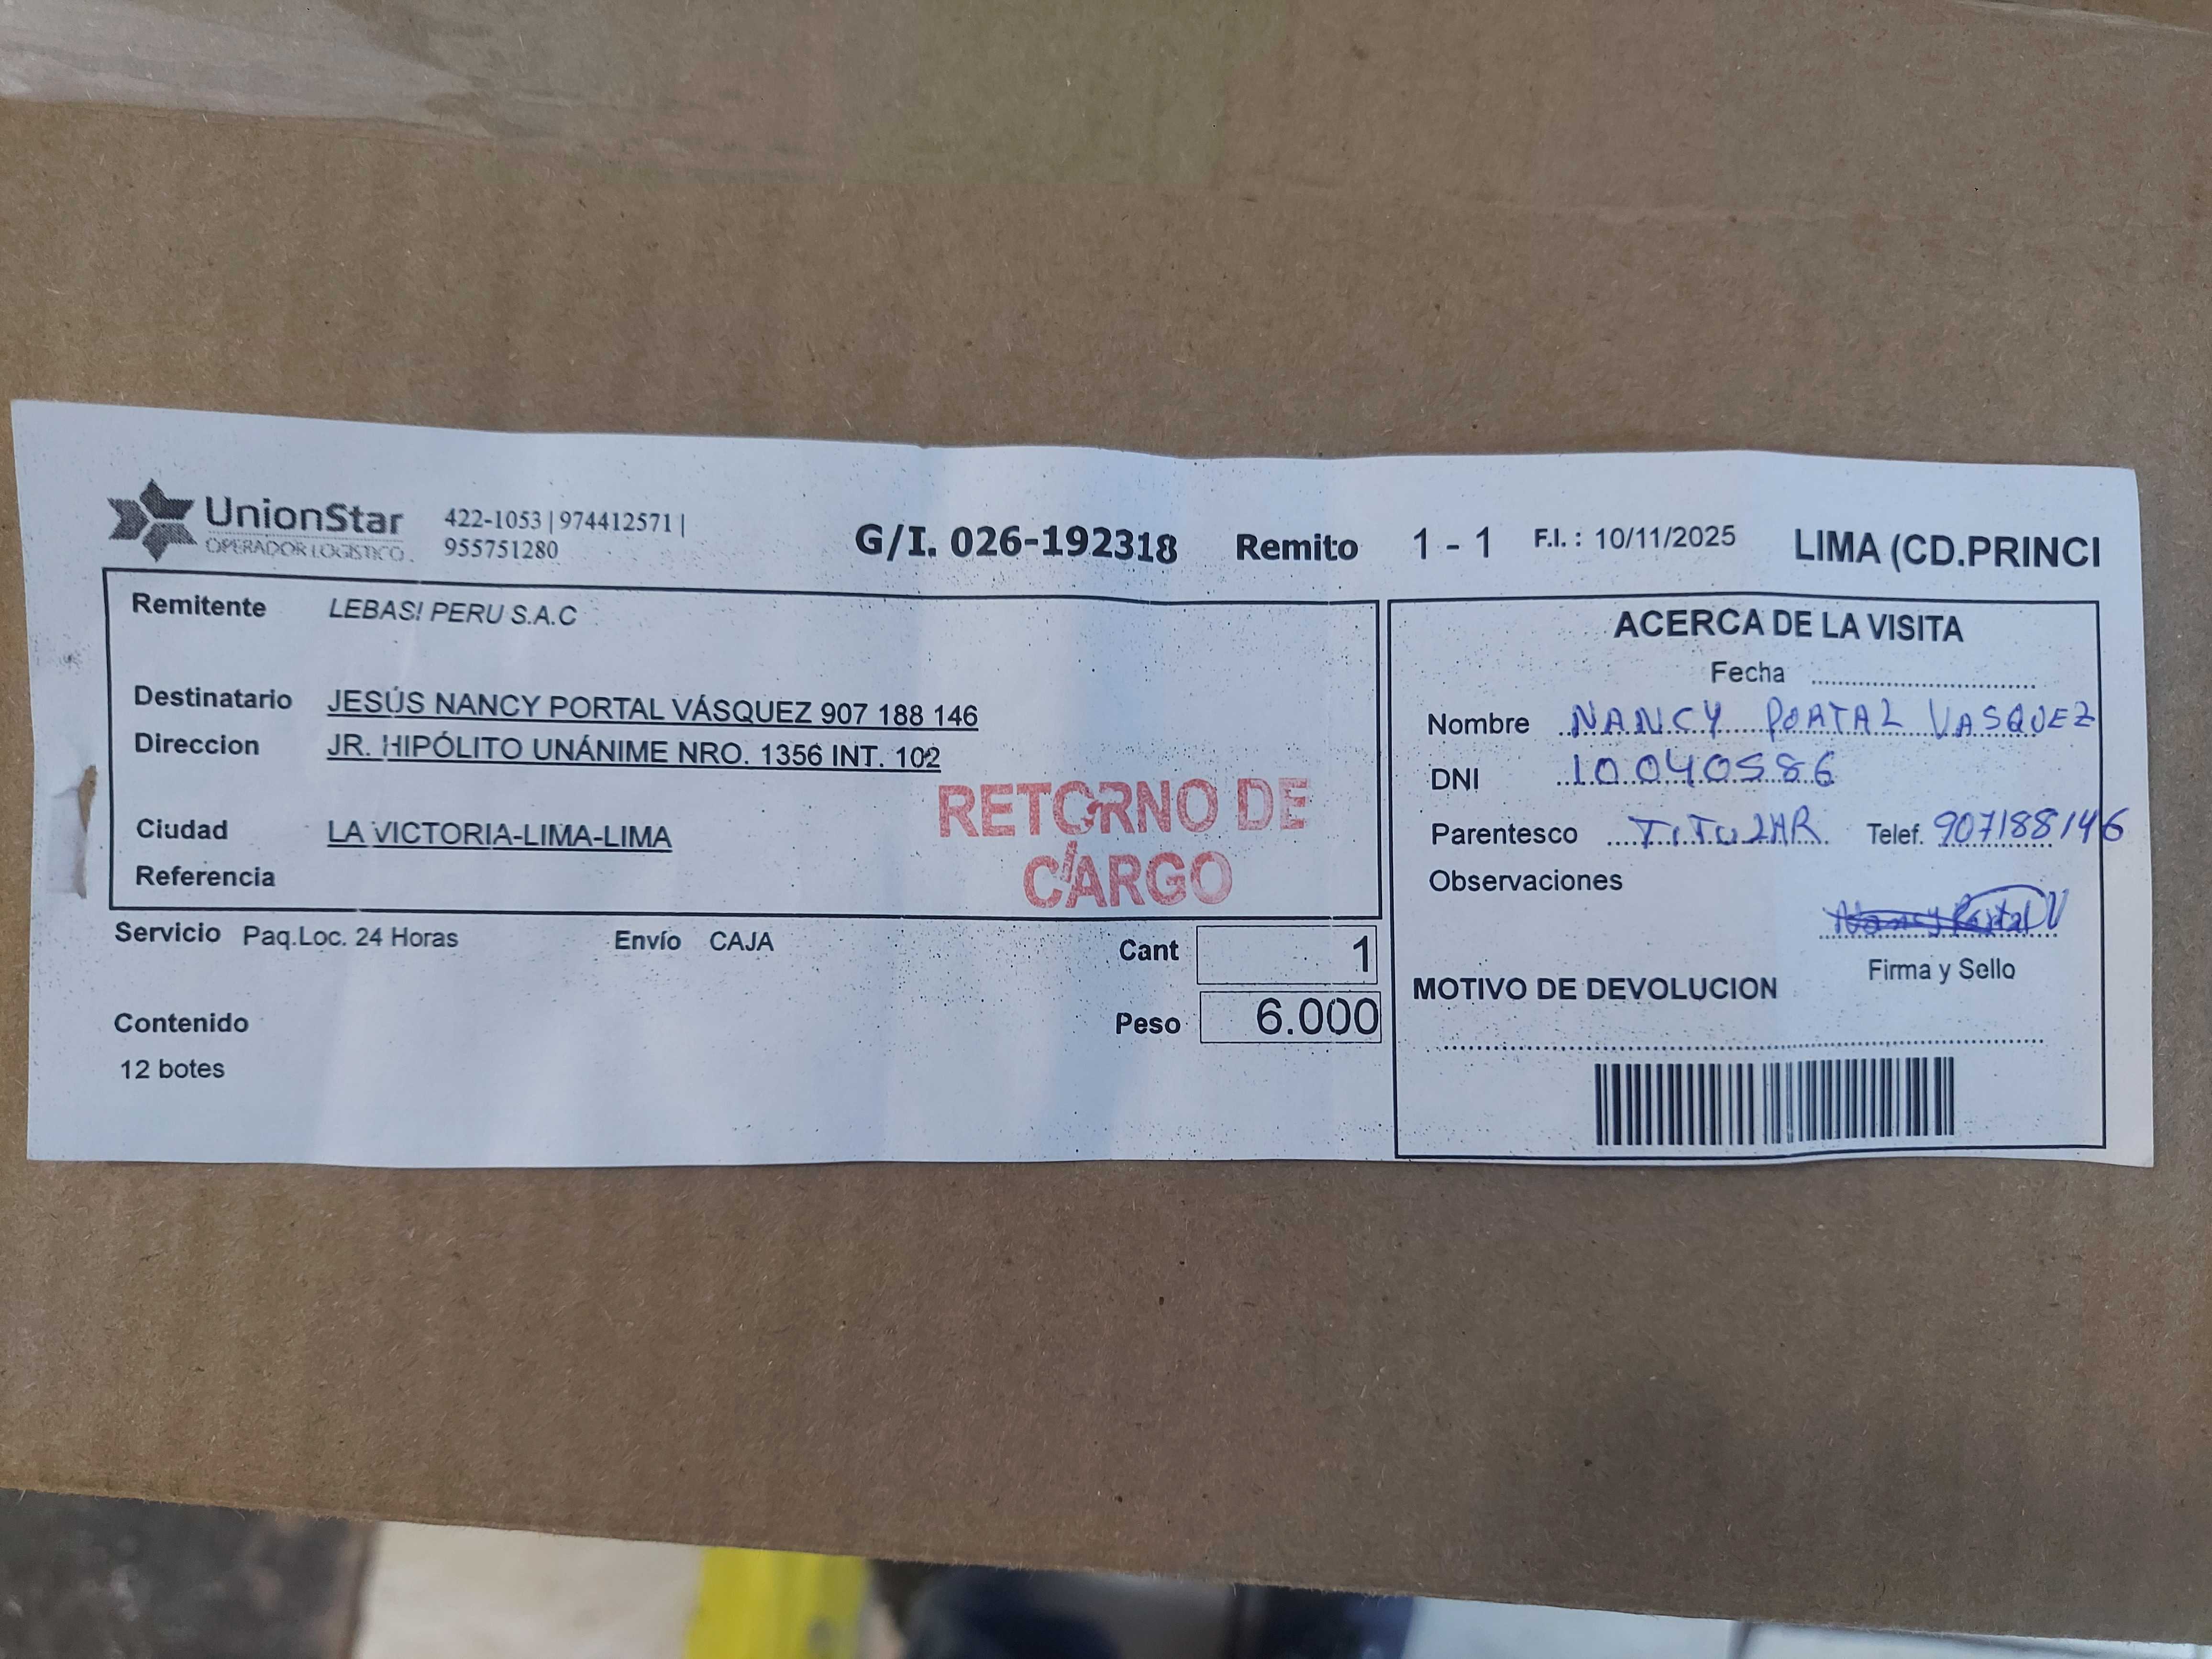 UnionStar
OPERADOR LOGÍSTICO
422-1053 | 974412571 |
955751280
G/I. 026-192318 Remito 1 - 1 F.I. : 10/11/2025 LIMA (CD.PRINCI
Remitente LEBASI PERU S.A.C
Destinatario JESÚS NANCY PORTAL VÁSQUEZ 907 188 146
Direccion JR. HIPÓLITO UNÁNIME NRO. 1356 INT. 102
Ciudad LA VICTORIA-LIMA-LIMA
Referencia
RETORNO DE
CARGO
Servicio Paq.Loc. 24 Horas Envío CAJA Cant 1
Peso 6.000
Contenido
12 botes
ACERCA DE LA VISITA
Fecha
Nombre NANCY PORTAL VASQUEZ
DNI 10040586
Parentesco TITULAR Telef. 907188146
Observaciones
Nancy Portal V
Firma y Sello
MOTIVO DE DEVOLUCION